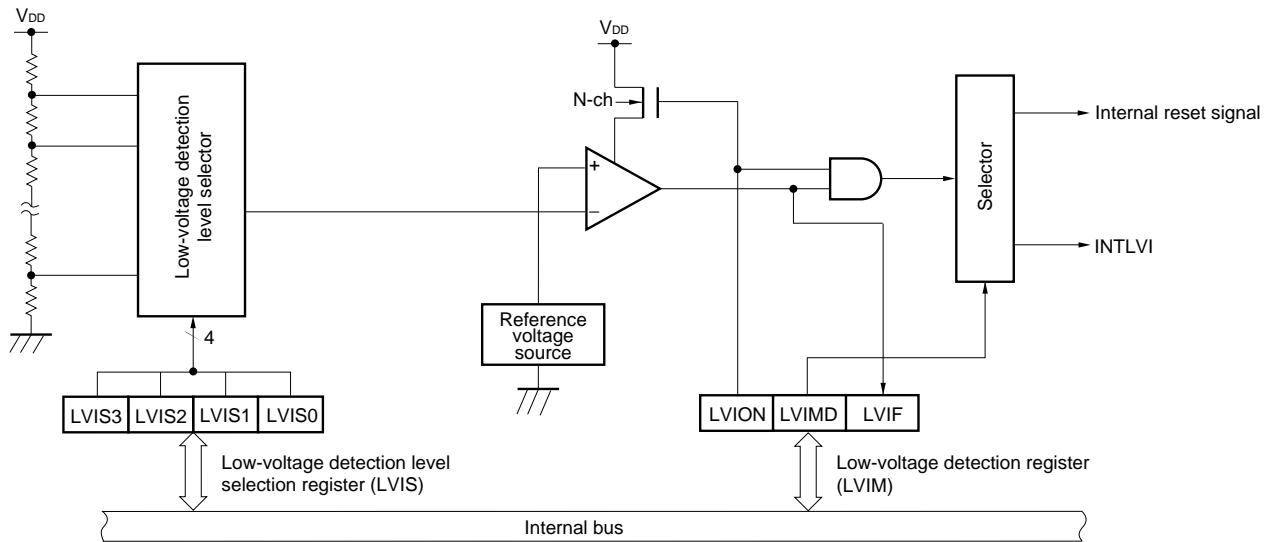 VDD
VDD
Low-voltage detection
level selector
N-ch
+
−
Selector
Internal reset signal
INTLVI
4
Reference
voltage
source
LVIS3 LVIS2 LVIS1 LVIS0
LVION LVIMD LVIF
Low-voltage detection level
selection register (LVIS)
Low-voltage detection register
(LVIM)
Internal bus